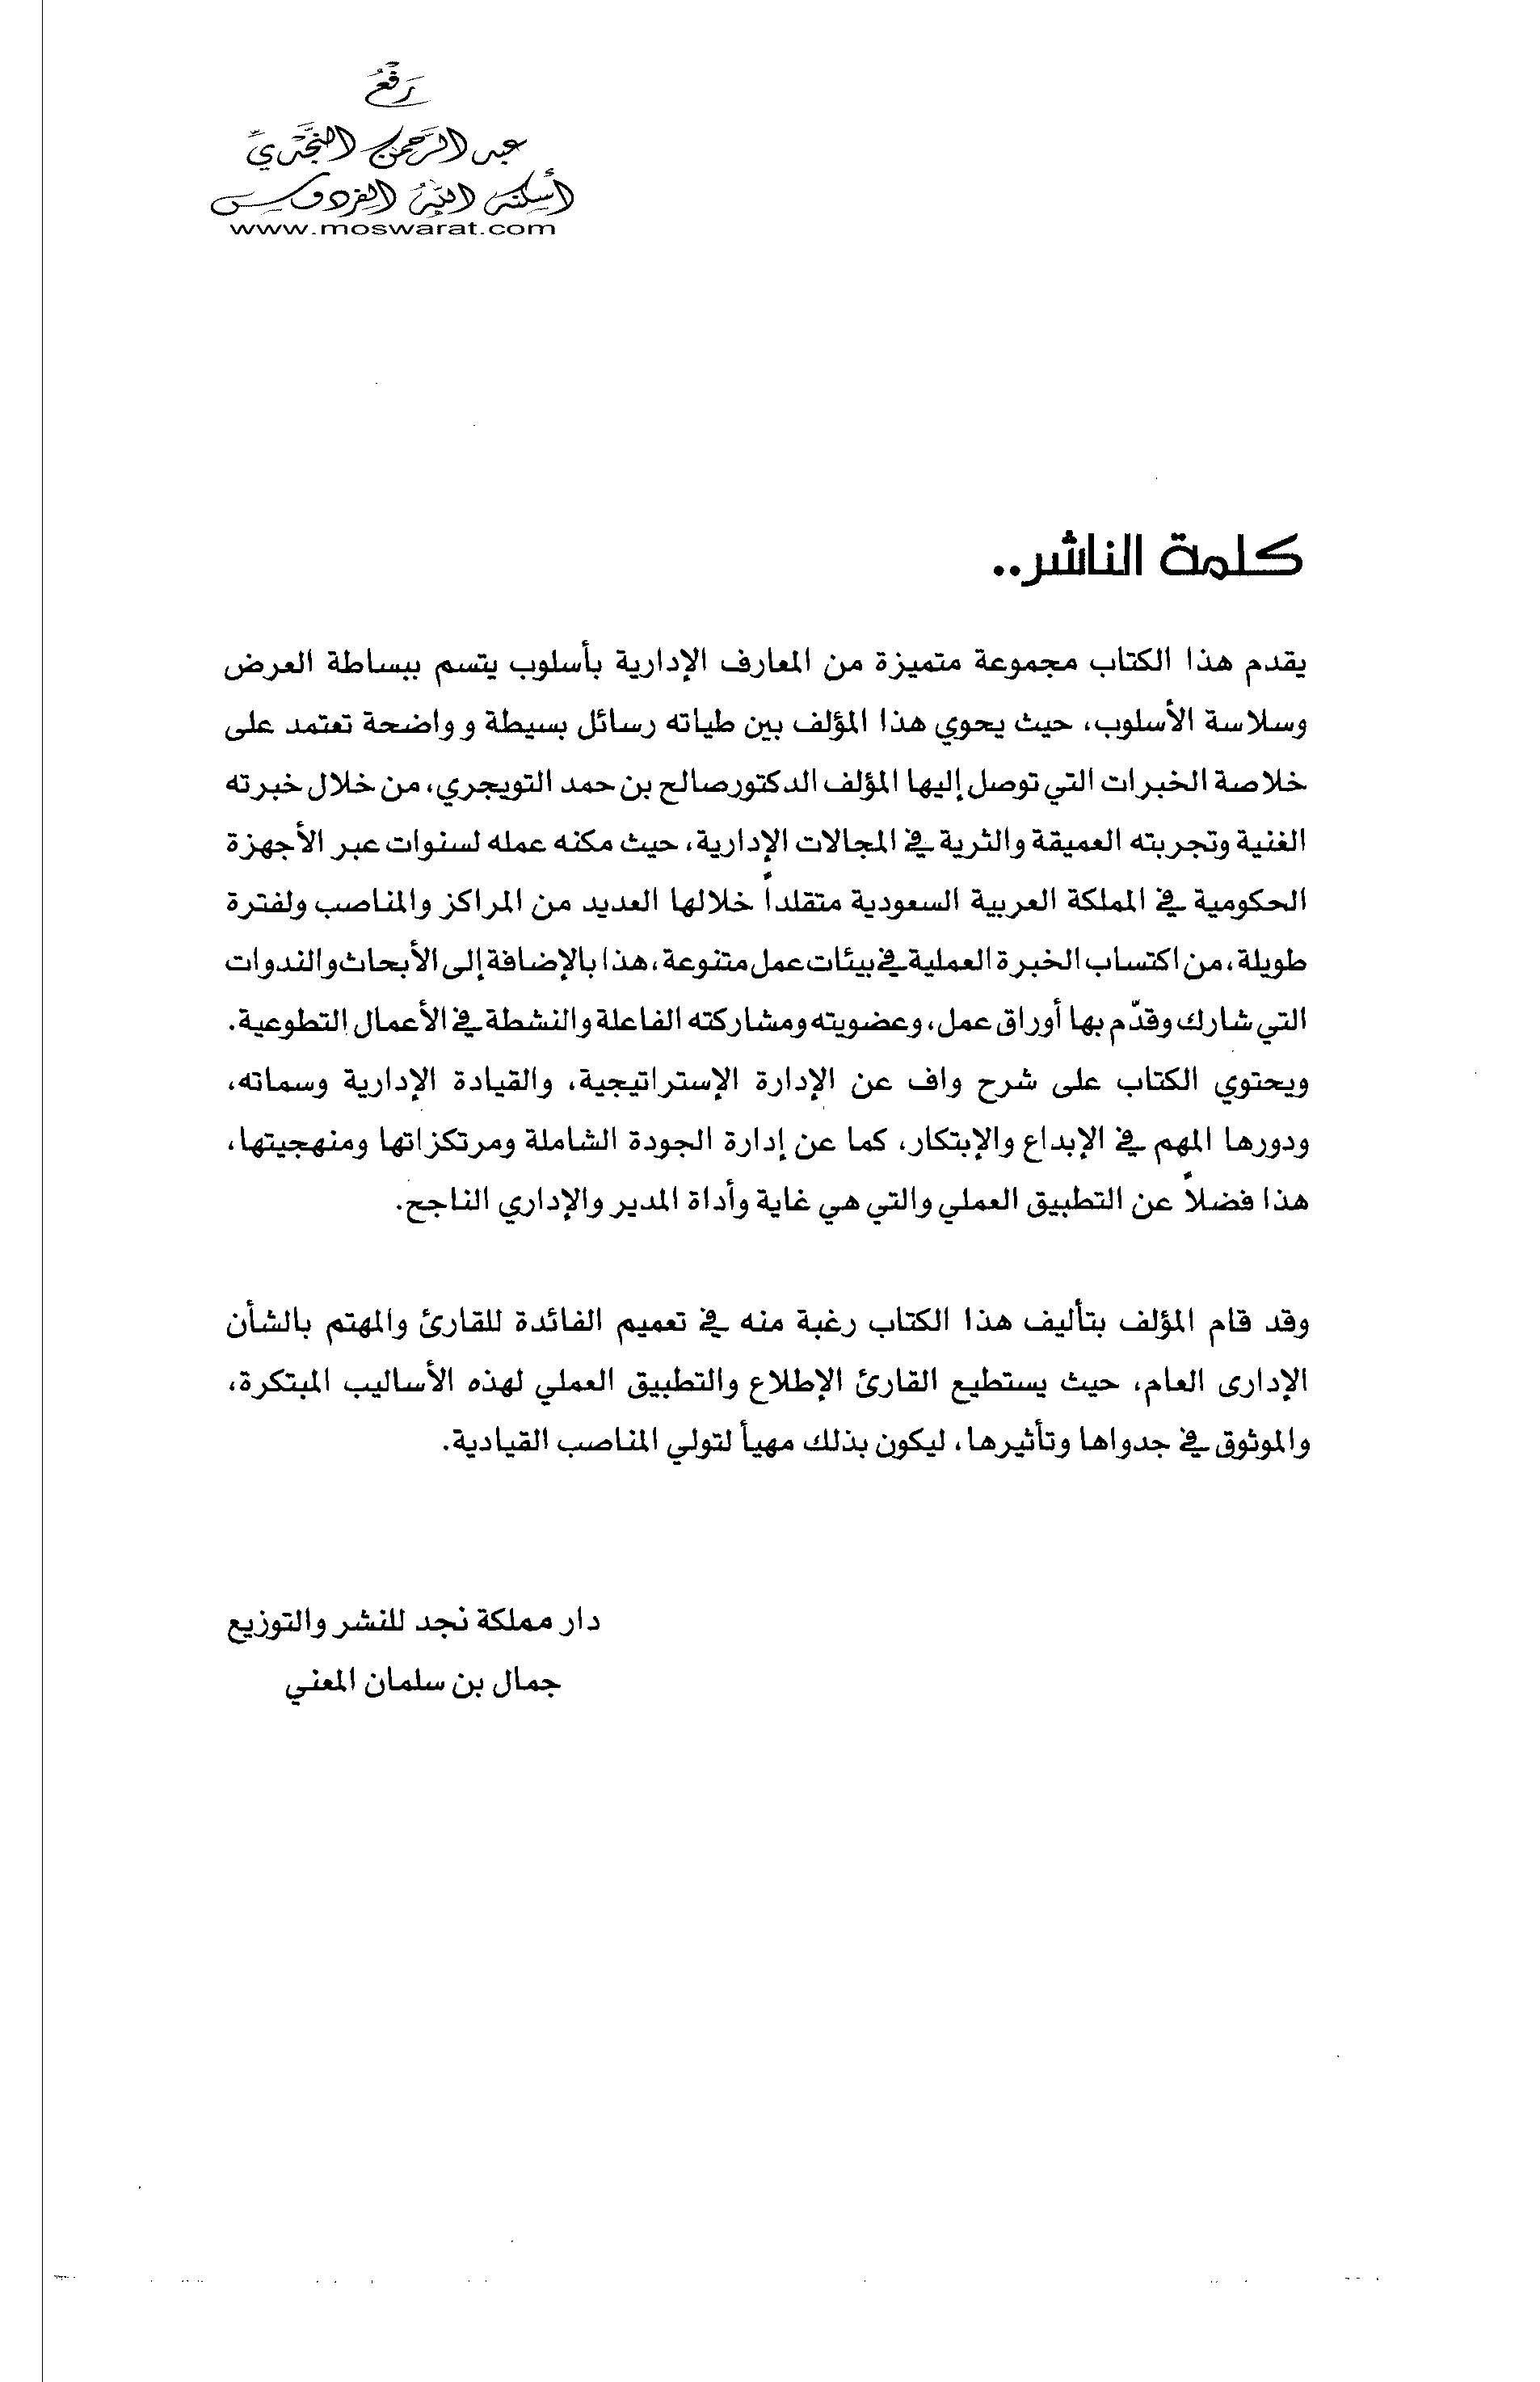 رَفْعُ
عبد الرَّحمن النَّجْدِيِّ
أسكنه اللهُ الفردوس
www.moswarat.com
كلمة الناشر..
يقدم هذا الكتاب مجموعة متميزة من المعارف الإدارية بأسلوب يتسم ببساطة العرض
وسلاسة الأسلوب، حيث يحوي هذا المؤلف بين طياته رسائل بسيطة و واضحة تعتمد على
خلاصة الخبرات التي توصل إليها المؤلف الدكتور صالح بن حمد التويجري، من خلال خبرته
الغنية وتجربته العميقة والثرية في المجالات الإدارية، حيث مكنه عمله لسنوات عبر الأجهزة
الحكومية في المملكة العربية السعودية متقلداً خلالها العديد من المراكز والمناصب ولفترة
طويلة، من اكتساب الخبرة العملية في بيئات عمل متنوعة، هذا بالإضافة إلى الأبحاث والندوات
التي شارك وقدّم بها أوراق عمل، وعضويته ومشاركته الفاعلة والنشطة في الأعمال التطوعية.
ويحتوي الكتاب على شرح واف عن الإدارة الإستراتيجية، والقيادة الإدارية وسماته،
ودورها المهم في الإبداع والإبتكار، كما عن إدارة الجودة الشاملة ومرتكزاتها ومنهجيتها،
هذا فضلاً عن التطبيق العملي والتي هي غاية وأداة المدير والإداري الناجح.
وقد قام المؤلف بتأليف هذا الكتاب رغبة منه في تعميم الفائدة للقارئ والمهتم بالشأن
الإدارى العام، حيث يستطيع القارئ الإطلاع والتطبيق العملي لهذه الأساليب المبتكرة،
والموثوق في جدواها وتأثيرها، ليكون بذلك مهيأ لتولي المناصب القيادية.
دار مملكة نجد للنشر والتوزيع
جمال بن سلمان المعني